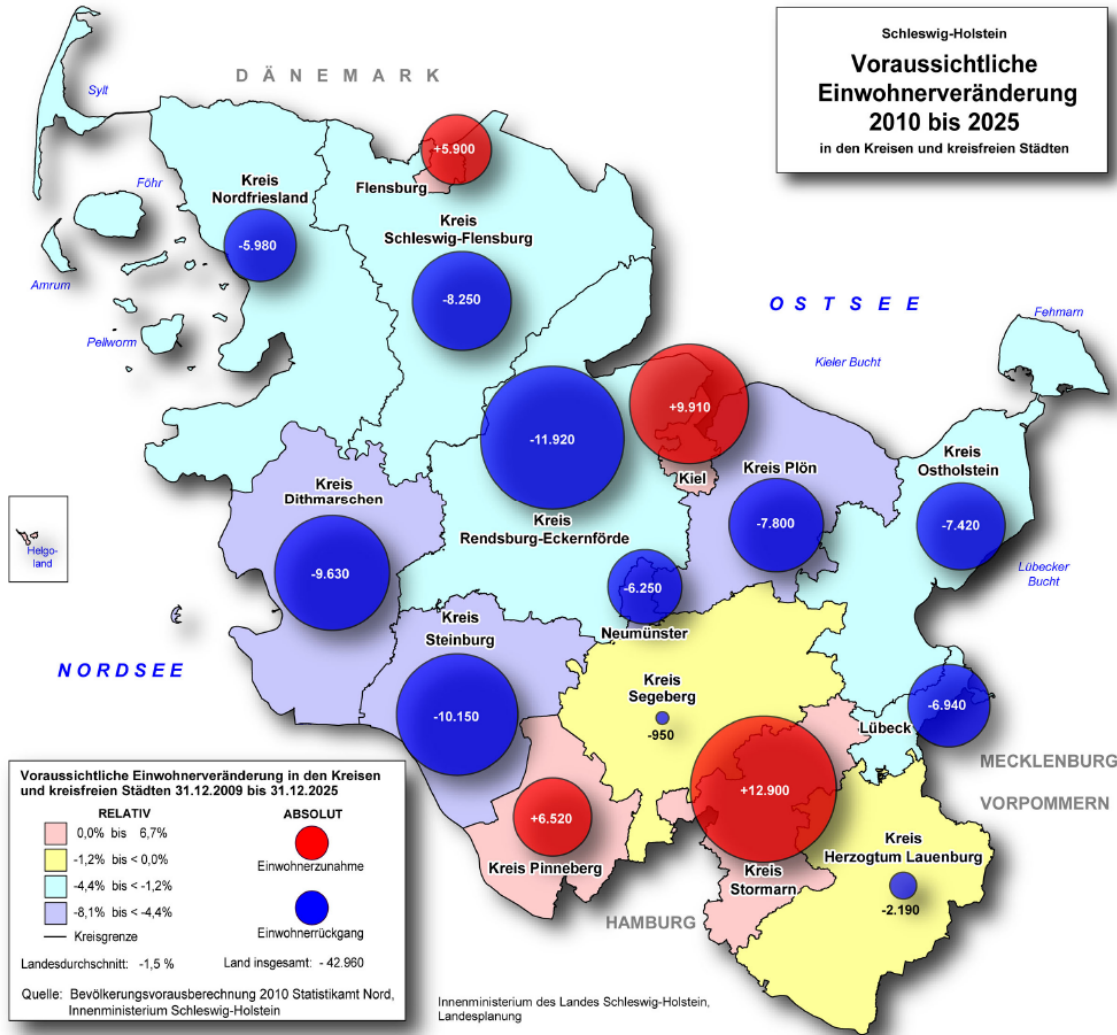 Schleswig-Holstein
Voraussichtliche
Einwohnerveränderung
2010 bis 2025
in den Kreisen und kreisfreien Städten
DÄNEMARK
Sylt
+5.900
Flensburg
Föhr
Kreis
Nordfriesland
-5.980
Kreis
Schleswig-Flensburg
-8.250
Amrum
Pellworm
OSTSEE
Fehmarn
Kieler Bucht
+9.910
Kiel
-11.920
Kreis
Rendsburg-Eckernförde
Kreis Plön
-7.800
Kreis
Ostholstein
-7.420
Kreis
Dithmarschen
-9.630
Helgo-
land
Lübecker
Bucht
-6.250
Neumünster
Kreis
Steinburg
-10.150
NORDSEE
Kreis
Segeberg
-950
-6.940
Lübeck
MECKLENBURG
VORPOMMERN
+12.900
Kreis
Stormarn
+6.520
Kreis Pinneberg
Kreis
Herzogtum Lauenburg
-2.190
HAMBURG
Voraussichtliche Einwohnerveränderung in den Kreisen
und kreisfreien Städten 31.12.2009 bis 31.12.2025
RELATIV
0,0% bis 6,7%
-1,2% bis < 0,0%
-4,4% bis < -1,2%
-8,1% bis < -4,4%
Kreisgrenze
ABSOLUT
Einwohnerzunahme
Einwohnerrückgang
Landesdurchschnitt: -1,5 %
Land insgesamt: - 42.960
Quelle: Bevölkerungsvorausberechnung 2010 Statistikamt Nord,
Innenministerium Schleswig-Holstein
Innenministerium des Landes Schleswig-Holstein,
Landesplanung